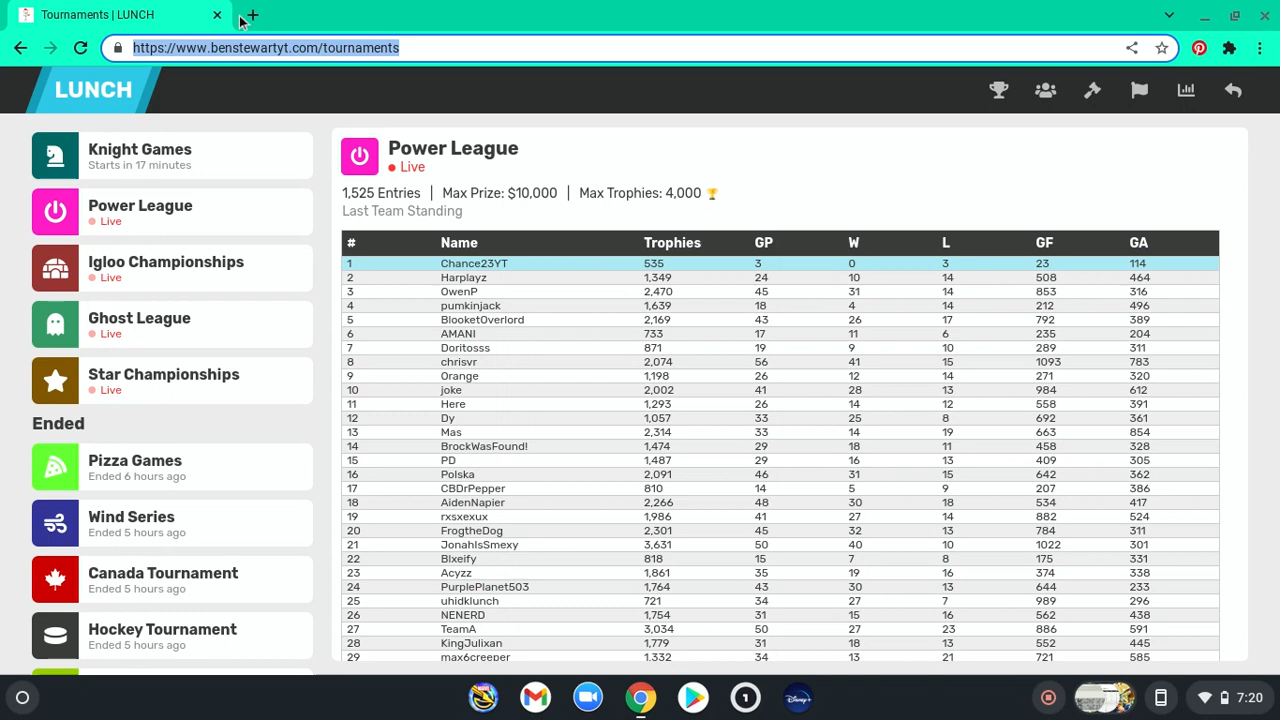 Tournaments | LUNCH
https://www.benstewartyt.com/tournaments
LUNCH
Knight Games
Starts in 17 minutes
Power League
Live
Igloo Championships
Live
Ghost League
Live
Star Championships
Live
Ended
Pizza Games
Ended 6 hours ago
Wind Series
Ended 5 hours ago
Canada Tournament
Ended 5 hours ago
Hockey Tournament
Ended 5 hours ago
Power League
Live
1,525 Entries | Max Prize: $10,000 | Max Trophies: 4,000
Last Team Standing
# Name Trophies GP W L GF GA
1 Chance23YT 535 3 0 3 23 114
2 Harplayz 1,349 24 10 14 508 464
3 OwenP 2,470 45 31 14 853 316
4 pumkinjack 1,639 18 4 14 212 496
5 BlooketOverlord 2,169 43 26 17 792 389
6 AMANI 733 17 11 6 235 204
7 Doritosss 871 19 9 10 289 311
8 chrisvr 2,074 56 41 15 1093 783
9 Orange 1,198 26 12 14 271 320
10 joke 2,002 41 28 13 984 612
11 Here 1,293 26 14 12 558 391
12 Dy 1,057 33 25 8 692 361
13 Mas 2,314 33 14 19 663 854
14 BrockWasFound! 1,474 29 18 11 458 328
15 PD 1,487 29 16 13 409 305
16 Polska 2,091 46 31 15 642 362
17 CBDrPepper 810 14 5 9 207 386
18 AidenNapier 2,266 48 30 18 534 417
19 rxsxexux 1,986 41 27 14 882 524
20 FrogtheDog 2,301 45 32 13 784 311
21 JonahIsSmexy 3,631 50 40 10 1022 301
22 Blxeify 818 15 7 8 175 331
23 Acyzz 1,861 35 19 16 374 338
24 PurplePlanet503 1,764 43 30 13 644 233
25 uhidklunch 721 34 27 7 989 296
26 NENERD 1,754 31 15 16 562 438
27 TeamA 3,034 50 27 23 886 591
28 KingJulixan 1,779 31 18 13 552 445
29 max6creeper 1,332 34 13 21 721 585
1
Disney+
7:20